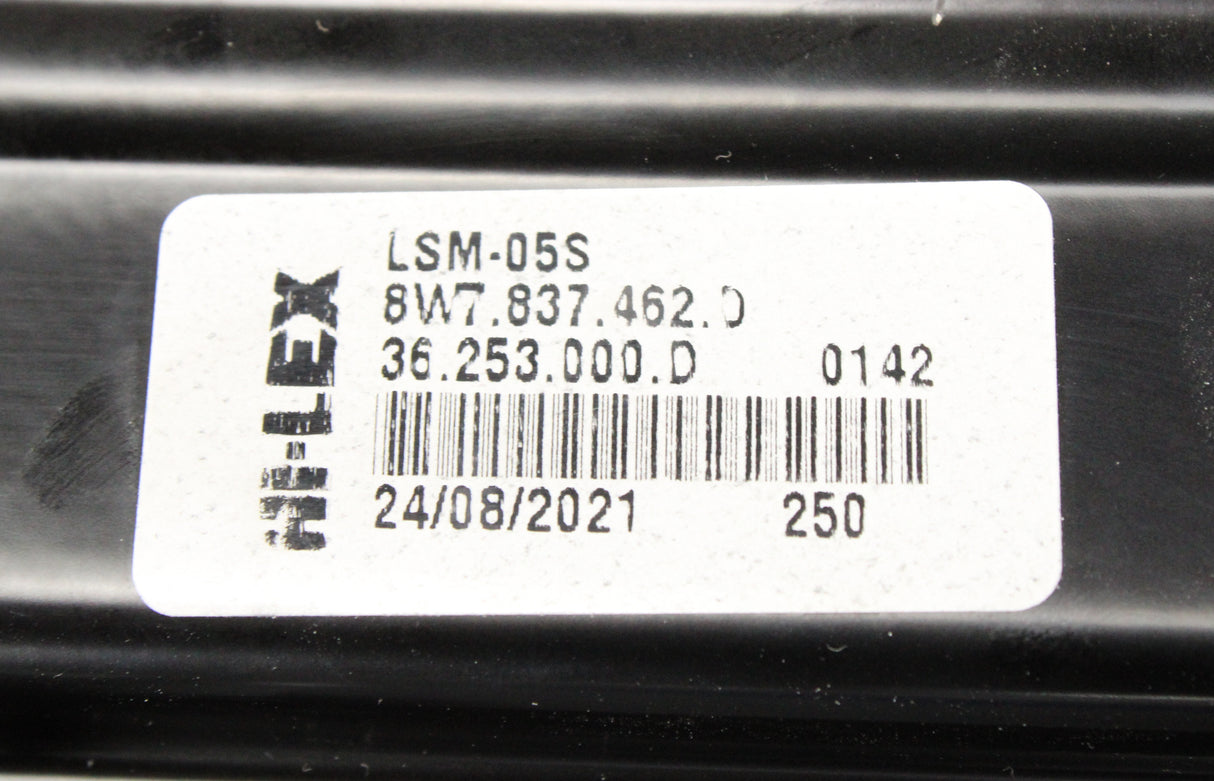 HI-LEX
LSM-05S
8W7.837.462.D
36.253.000.D 0142
24/08/2021 250